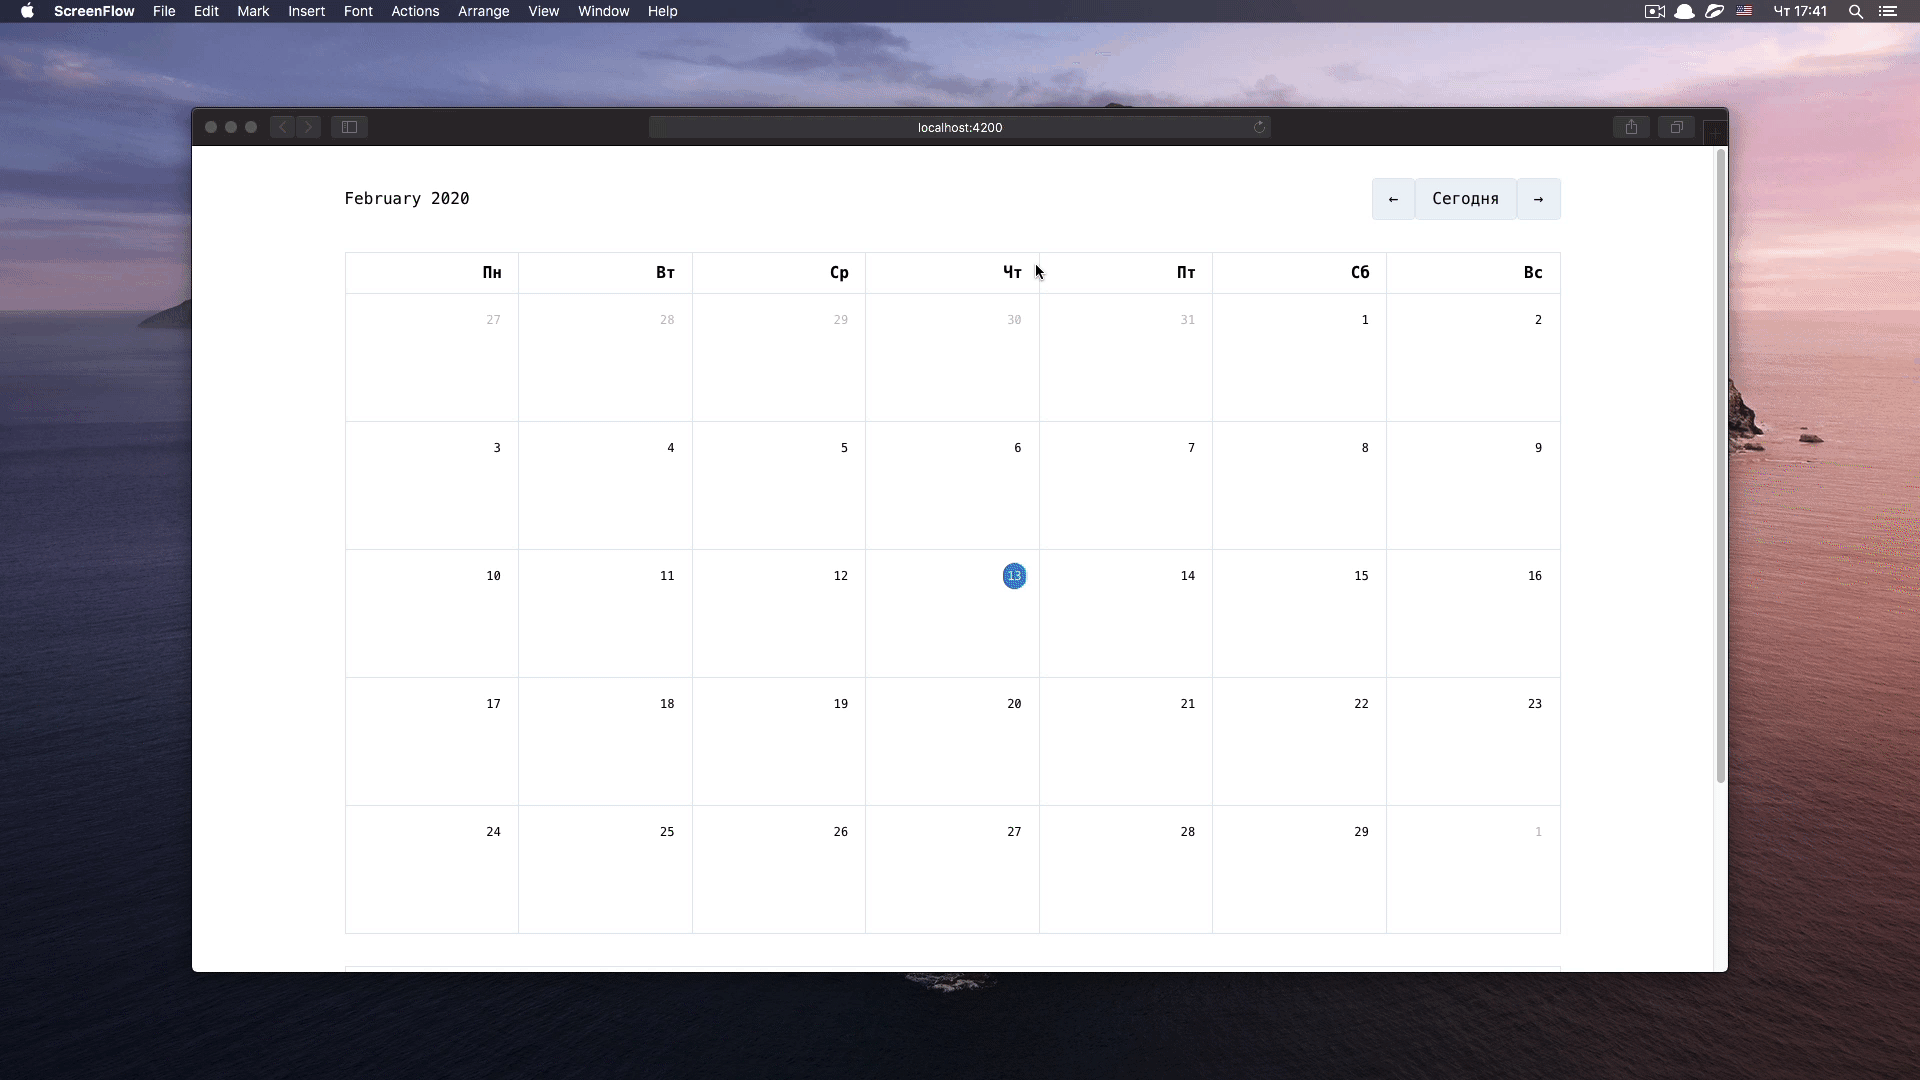 ScreenFlow File Edit Mark Insert Font Actions Arrange View Window Help Чт 17:41
localhost:4200
February 2020 ← Сегодня →
Пн Вт Ср Чт Пт Сб Вс
27 28 29 30 31 1 2
3 4 5 6 7 8 9
10 11 12 13 14 15 16
17 18 19 20 21 22 23
24 25 26 27 28 29 1